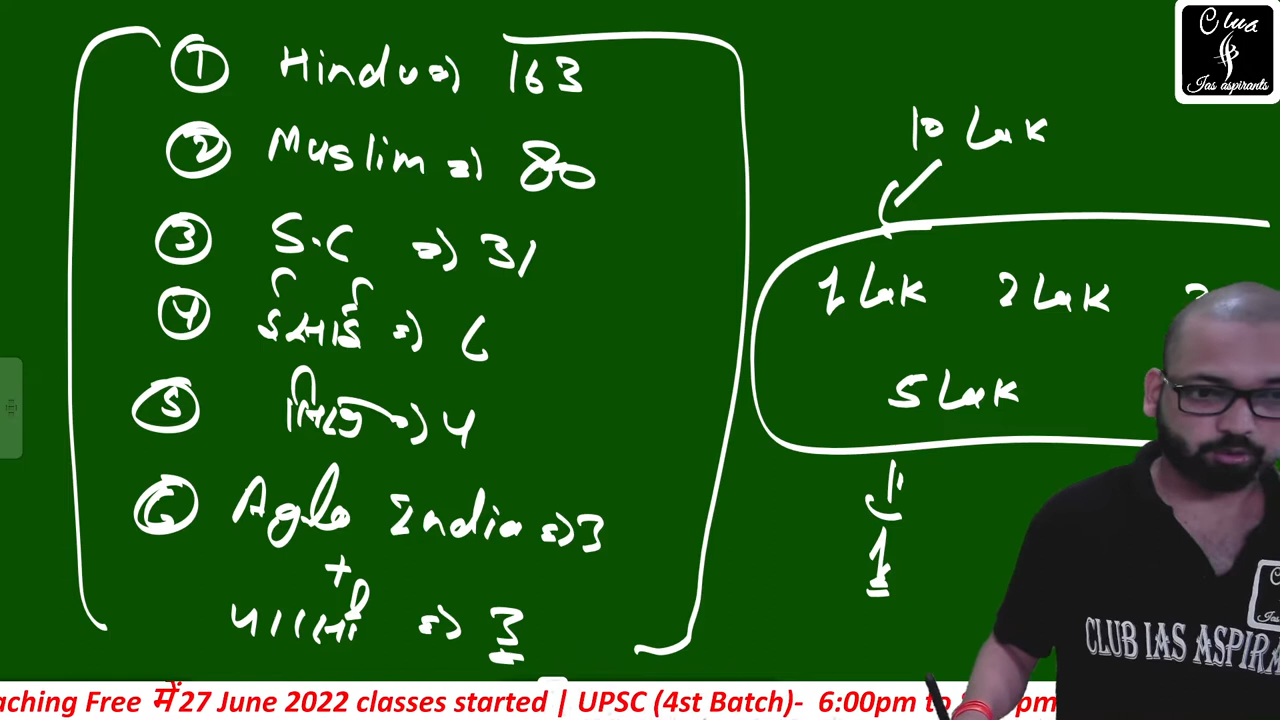 ① Hindu ⇒ 163
② Muslim ⇒ 80
③ S.C ⇒ 31
④ ईसाई ⇒ 6
⑤ सिख ⇒ 4
⑥ Aglo India ⇒ 3
+
पारसी ⇒ 3
10 Lak
1 Lak 2 Lak
5 Lak
1
Club
Ias aspirants
CLUB IAS ASPIRA
aching Free में 27 June 2022 classes started | UPSC (4st Batch)- 6:00pm to